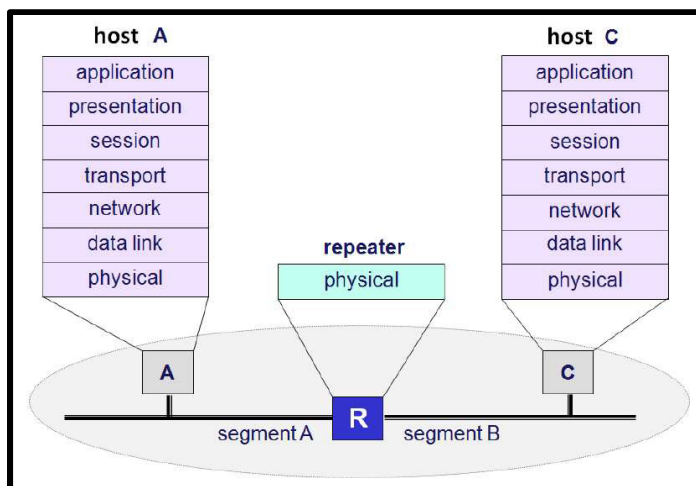 host A
application
presentation
session
transport
network
data link
physical
repeater
physical
host C
application
presentation
session
transport
network
data link
physical
A
R
C
segment A
segment B